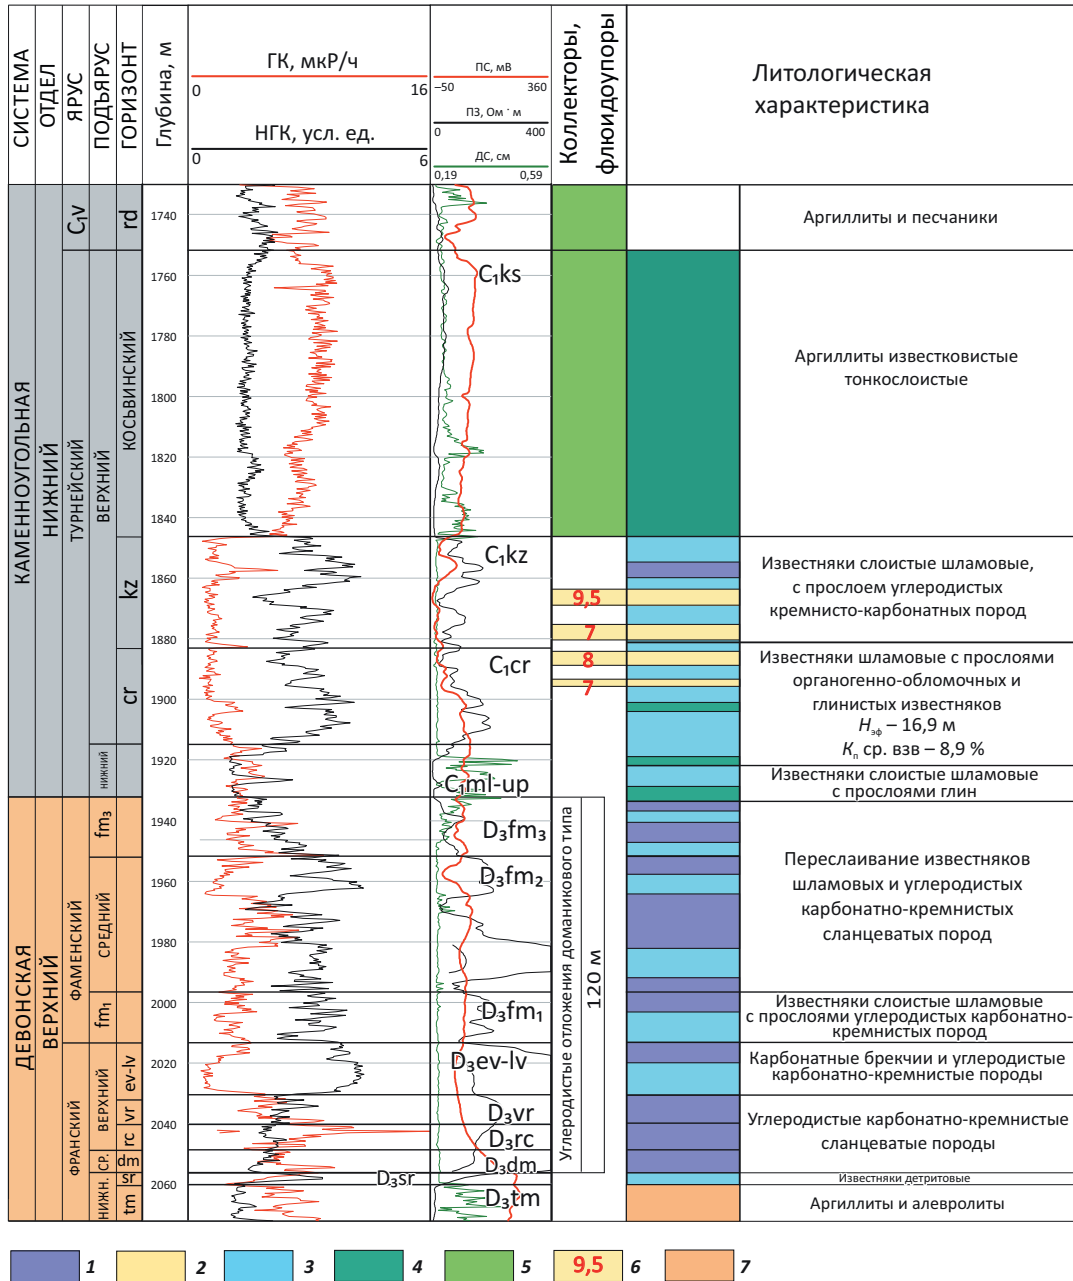 СИСТЕМА
ОТДЕЛ
ЯРУС
ПОДЪЯРУС
ГОРИЗОНТ
Глубина, м
ГК, мкР/ч
0 16
НГК, усл. ед.
0 6
ПС, мВ
–50 360
ПЗ, Ом · м
0 400
ДС, см
0,19 0,59
Коллекторы,
флюидоупоры
Литологическая
характеристика
КАМЕННОУГОЛЬНАЯ
НИЖНИЙ
C₁v
rd
ТУРНЕЙСКИЙ
ВЕРХНИЙ
КОСЬВИНСКИЙ
kz
cr
НИЖНИЙ
ДЕВОНСКАЯ
ВЕРХНИЙ
ФАМЕНСКИЙ
fm₃
СРЕДНИЙ
fm₁
ФРАНСКИЙ
ВЕРХНИЙ
ev-lv
vr
rc
СР.
dm
НИЖН.
sr
tm
1740
1760
1780
1800
1820
1840
1860
1880
1900
1920
1940
1960
1980
2000
2020
2040
2060
C₁ks
C₁kz
C₁cr
C₁ml-up
D₃fm₃
D₃fm₂
D₃fm₁
D₃ev-lv
D₃vr
D₃rc
D₃dm
D₃sr
D₃tm
9,5
7
8
7
Углеродистые отложения доманикового типа
120 м
Аргиллиты и песчаники
Аргиллиты известковистые
тонкослоистые
Известняки слоистые шламовые,
с прослоем углеродистых
кремнисто-карбонатных пород
Известняки шламовые с прослоями
органогенно-обломочных и
глинистых известняков
Hэф – 16,9 м
Kп ср. взв – 8,9 %
Известняки слоистые шламовые
с прослоями глин
Переслаивание известняков
шламовых и углеродистых
карбонатно-кремнистых
сланцеватых пород
Известняки слоистые шламовые
с прослоями углеродистых карбонатно-
кремнистых пород
Карбонатные брекчии и углеродистые
карбонатно-кремнистые породы
Углеродистые карбонатно-кремнистые
сланцеватые породы
Известняки детритовые
Аргиллиты и алевролиты
1 2 3 4 5 9,5 6 7